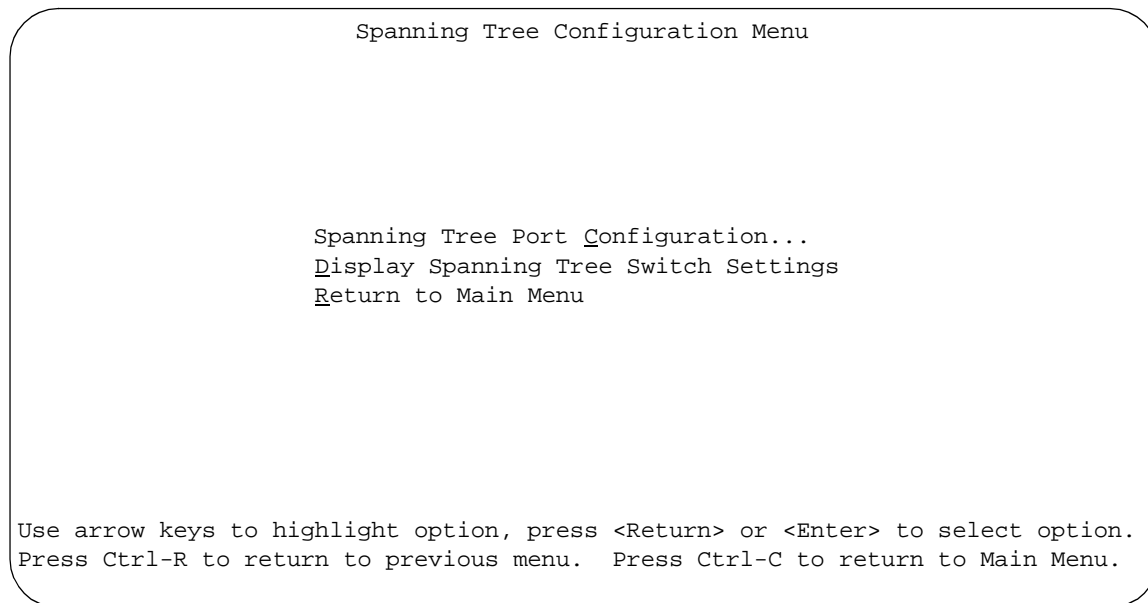 Spanning Tree Configuration Menu
Spanning Tree Port Configuration...
Display Spanning Tree Switch Settings
Return to Main Menu
Use arrow keys to highlight option, press <Return> or <Enter> to select option.
Press Ctrl-R to return to previous menu.  Press Ctrl-C to return to Main Menu.